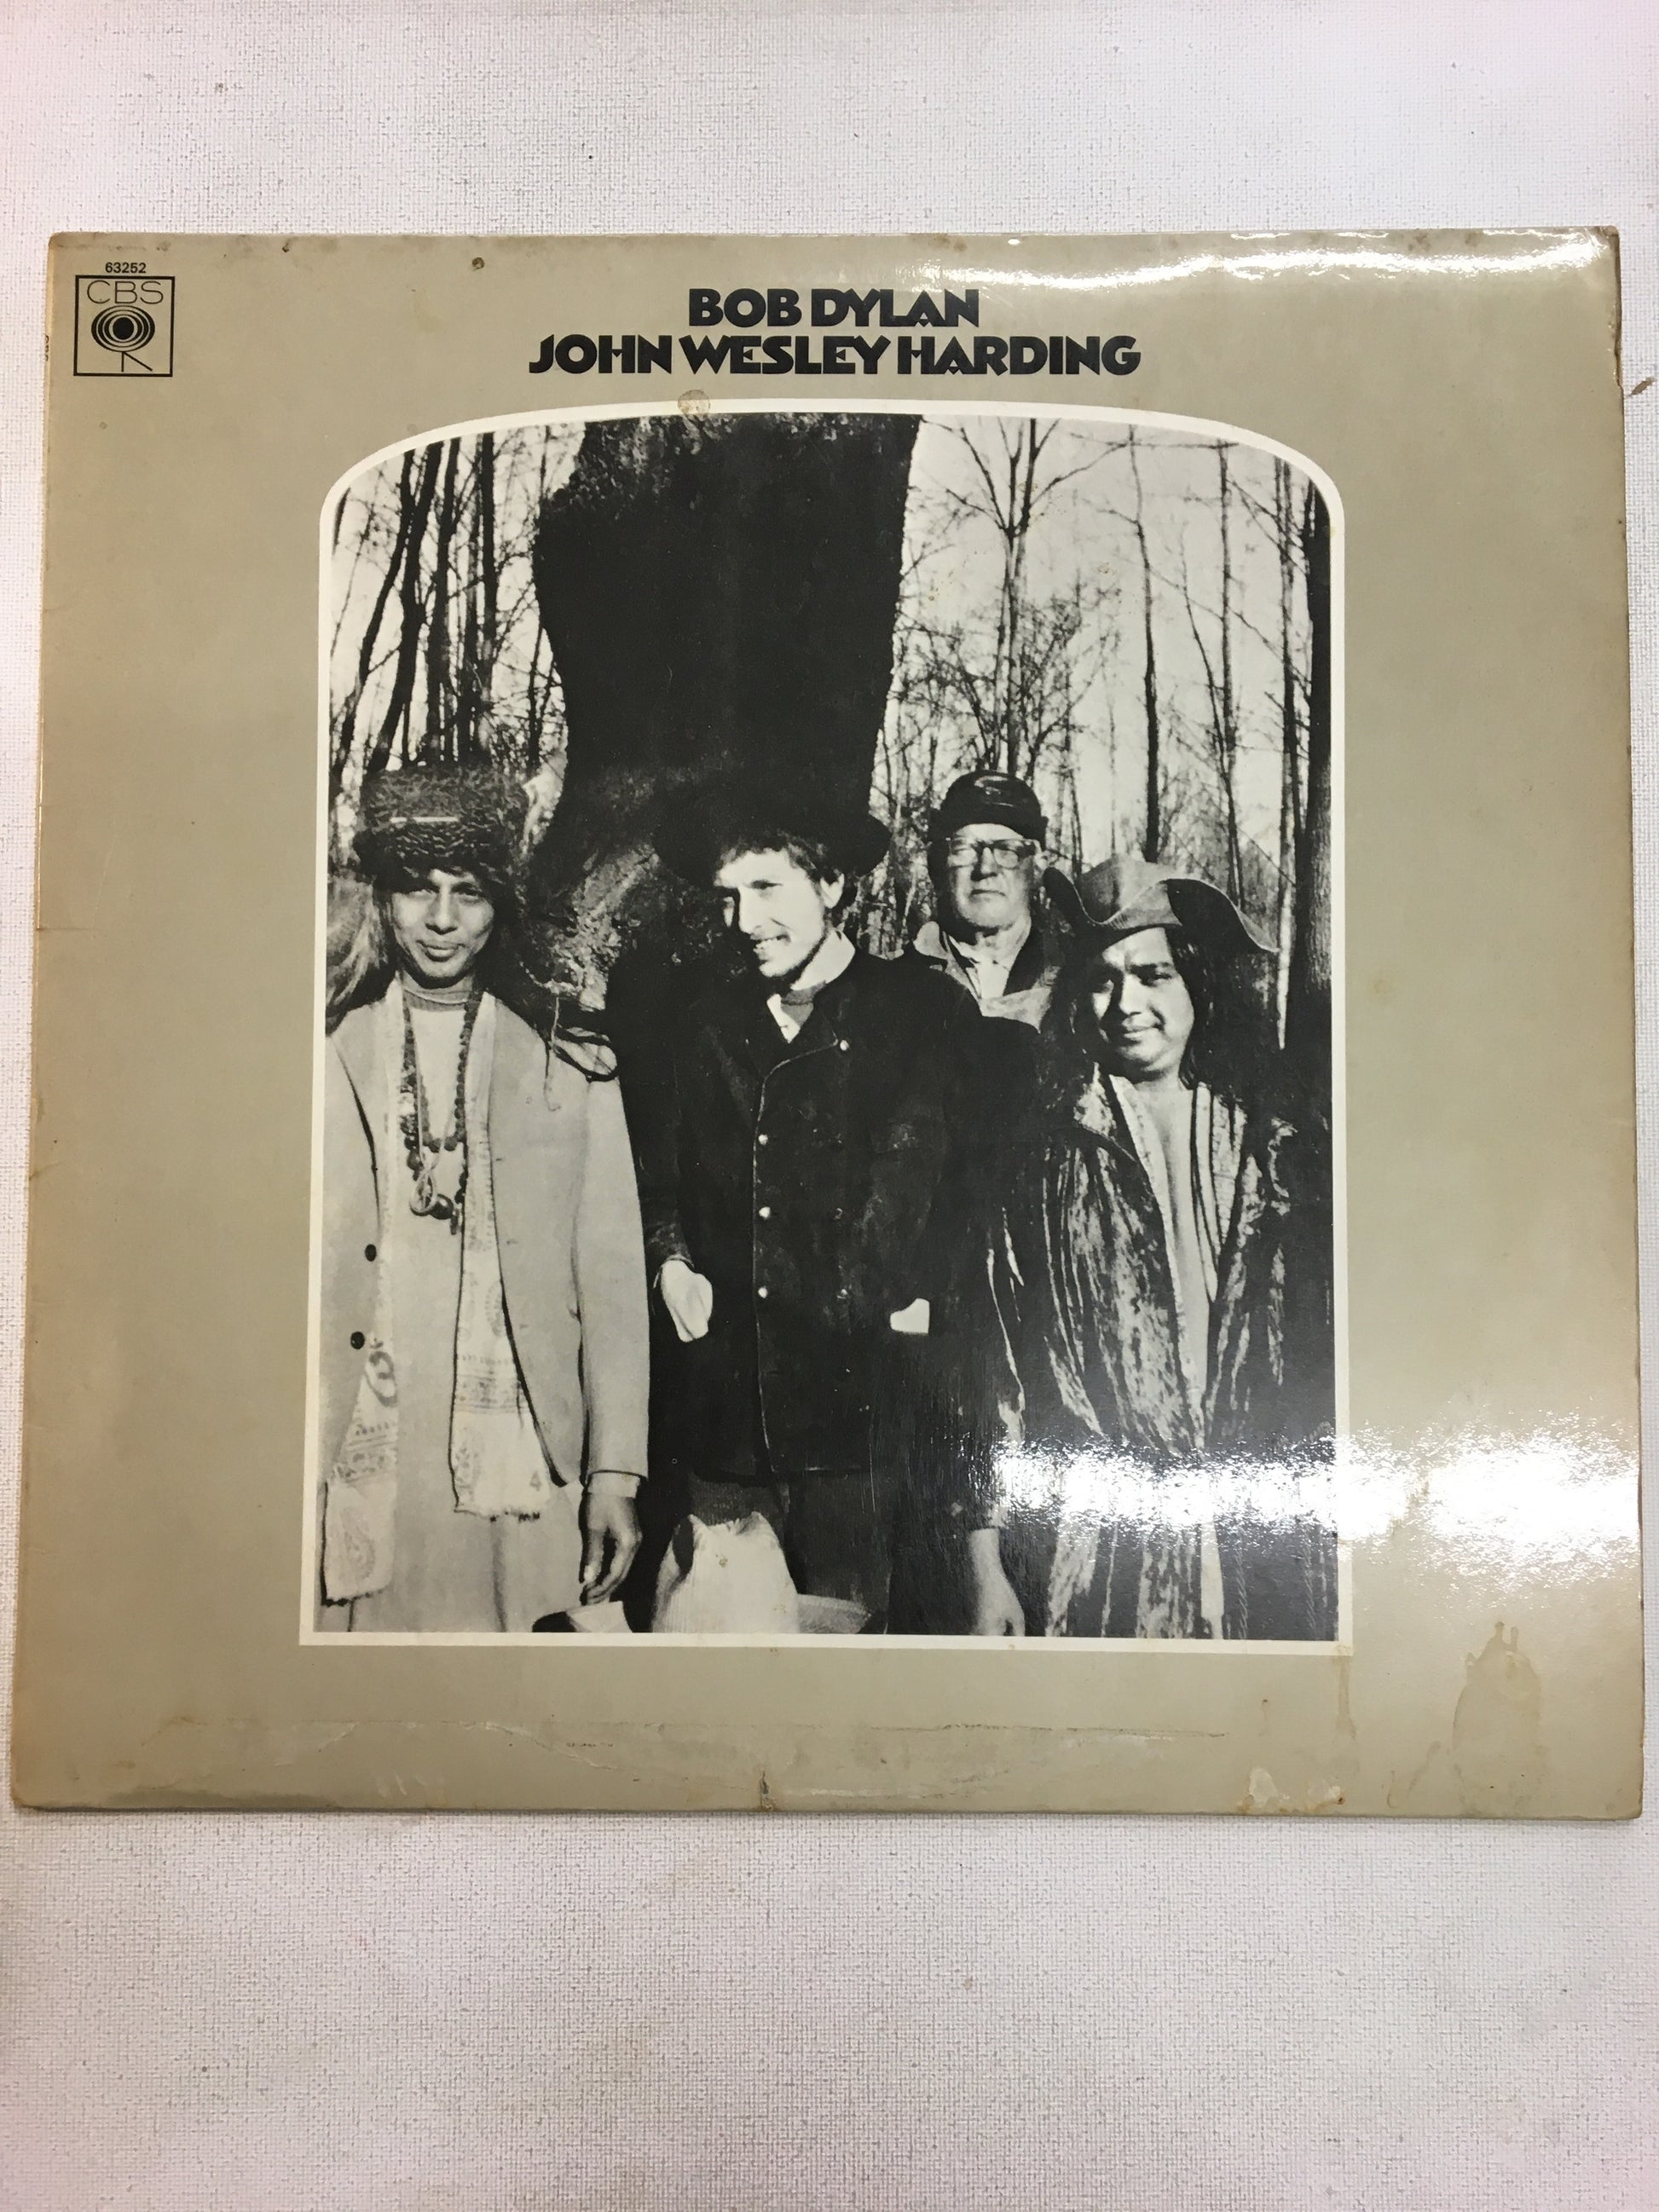 63252
CBS
BOB DYLAN
JOHN WESLEY HARDING